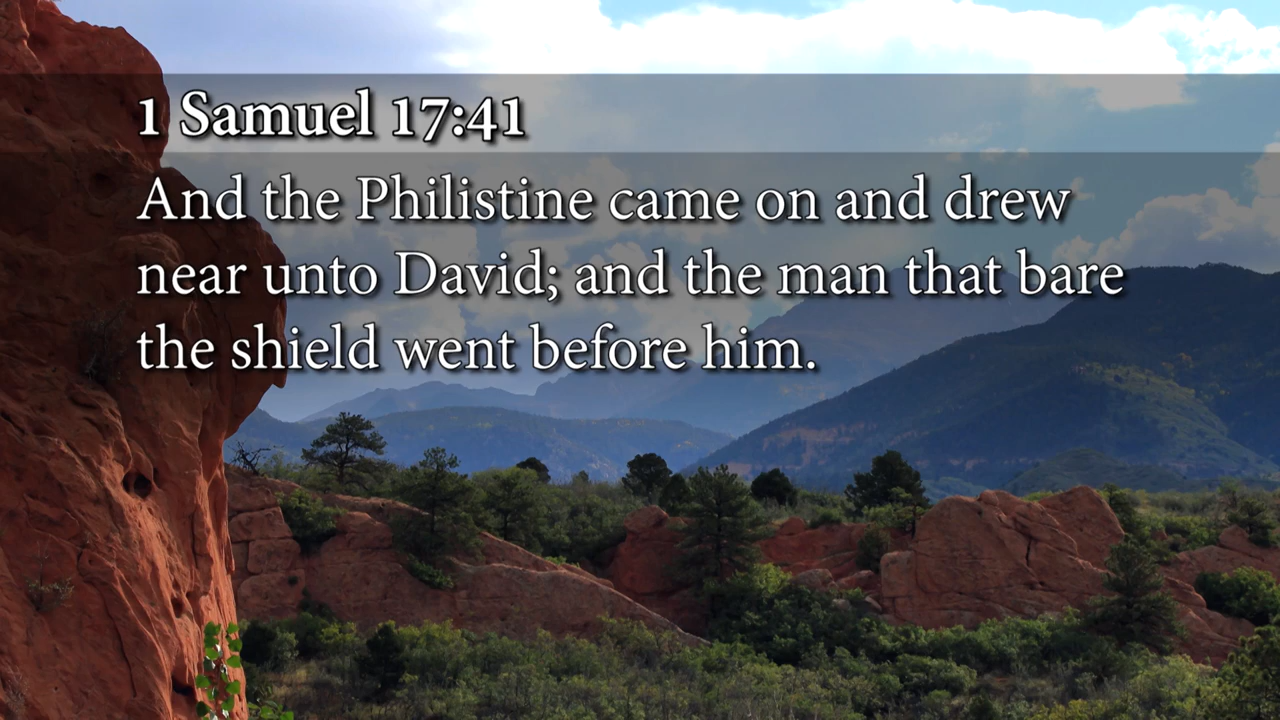 1 Samuel 17:41
And the Philistine came on and drew
near unto David; and the man that bare
the shield went before him.